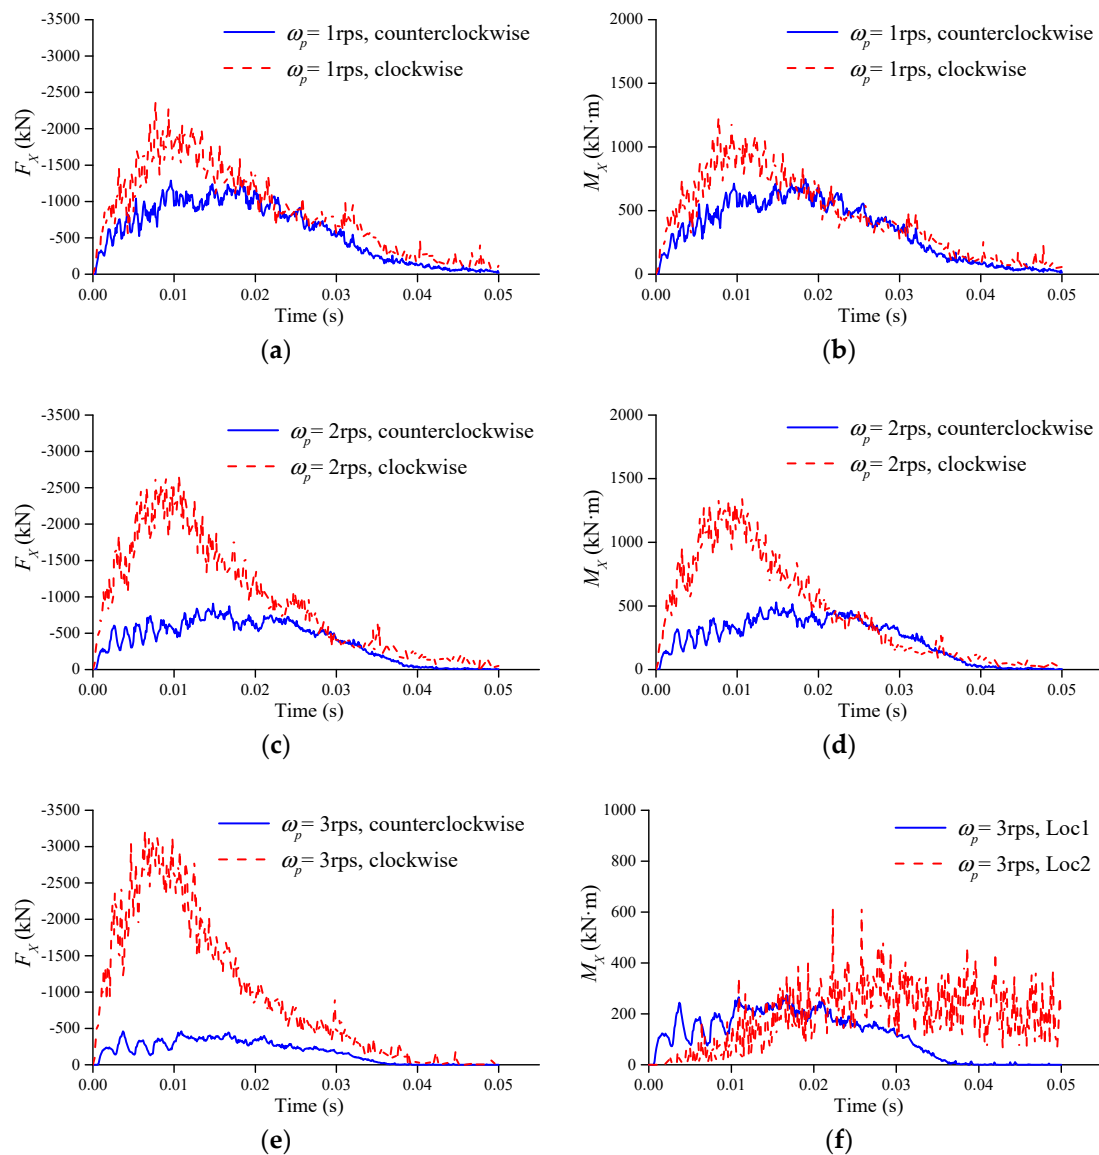 -3500
-3000
-2500
-2000
-1500
-1000
-500
0
F_X (kN)
ω_p = 1rps, counterclockwise
ω_p = 1rps, clockwise
0.00 0.01 0.02 0.03 0.04 0.05
Time (s)
(a)
2000
1500
1000
500
0
M_X (kN·m)
ω_p = 1rps, counterclockwise
ω_p = 1rps, clockwise
0.00 0.01 0.02 0.03 0.04 0.05
Time (s)
(b)
-3500
-3000
-2500
-2000
-1500
-1000
-500
0
F_X (kN)
ω_p = 2rps, counterclockwise
ω_p = 2rps, clockwise
0.00 0.01 0.02 0.03 0.04 0.05
Time (s)
(c)
2000
1500
1000
500
0
M_X (kN·m)
ω_p = 2rps, counterclockwise
ω_p = 2rps, clockwise
0.00 0.01 0.02 0.03 0.04 0.05
Time (s)
(d)
-3500
-3000
-2500
-2000
-1500
-1000
-500
0
F_X (kN)
ω_p = 3rps, counterclockwise
ω_p = 3rps, clockwise
0.00 0.01 0.02 0.03 0.04 0.05
Time (s)
(e)
1000
800
600
400
200
0
M_X (kN·m)
ω_p = 3rps, Loc1
ω_p = 3rps, Loc2
0.00 0.01 0.02 0.03 0.04 0.05
Time (s)
(f)